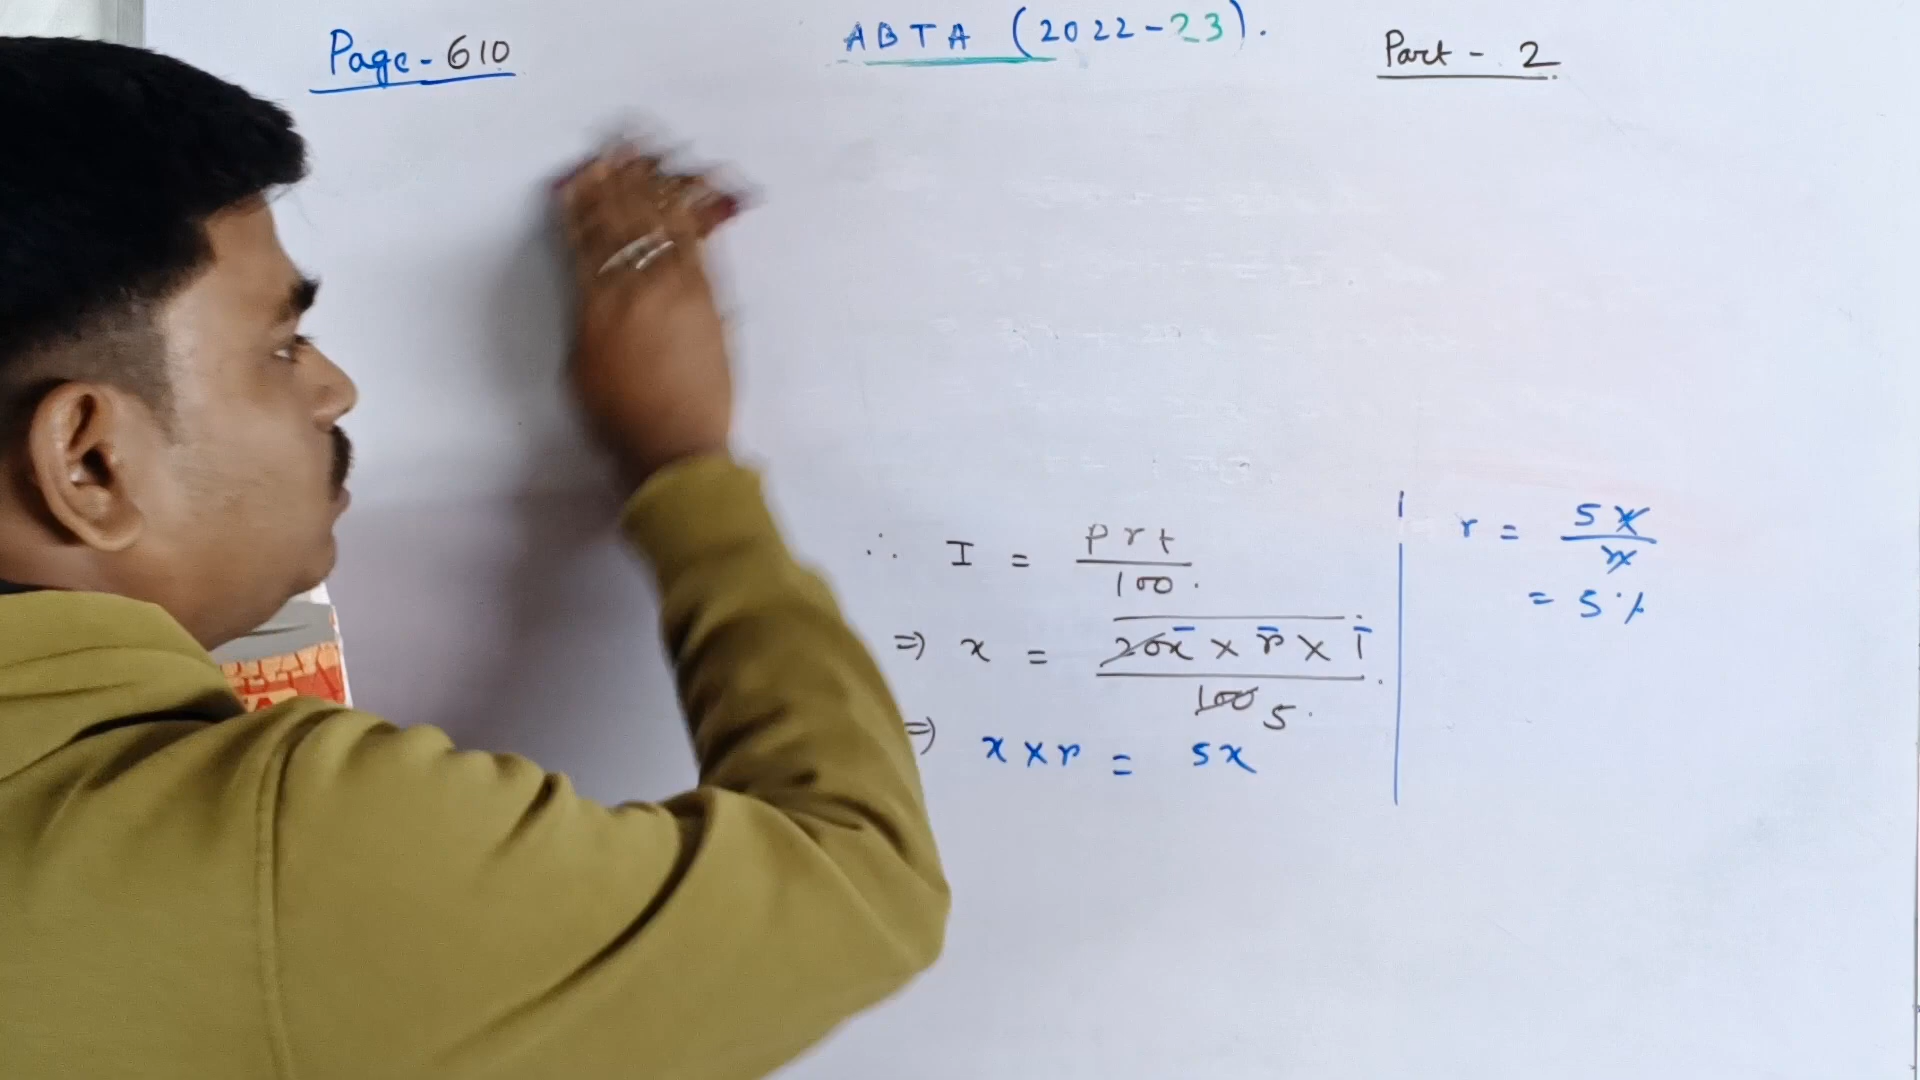 Page - 610
ABTA (2022-23).
Part - 2
∴ I = prt / 100.
⇒ x = 20x × r × 1 / 100 5.
⇒ x × r = 5x
r = 5x / x
= 5%